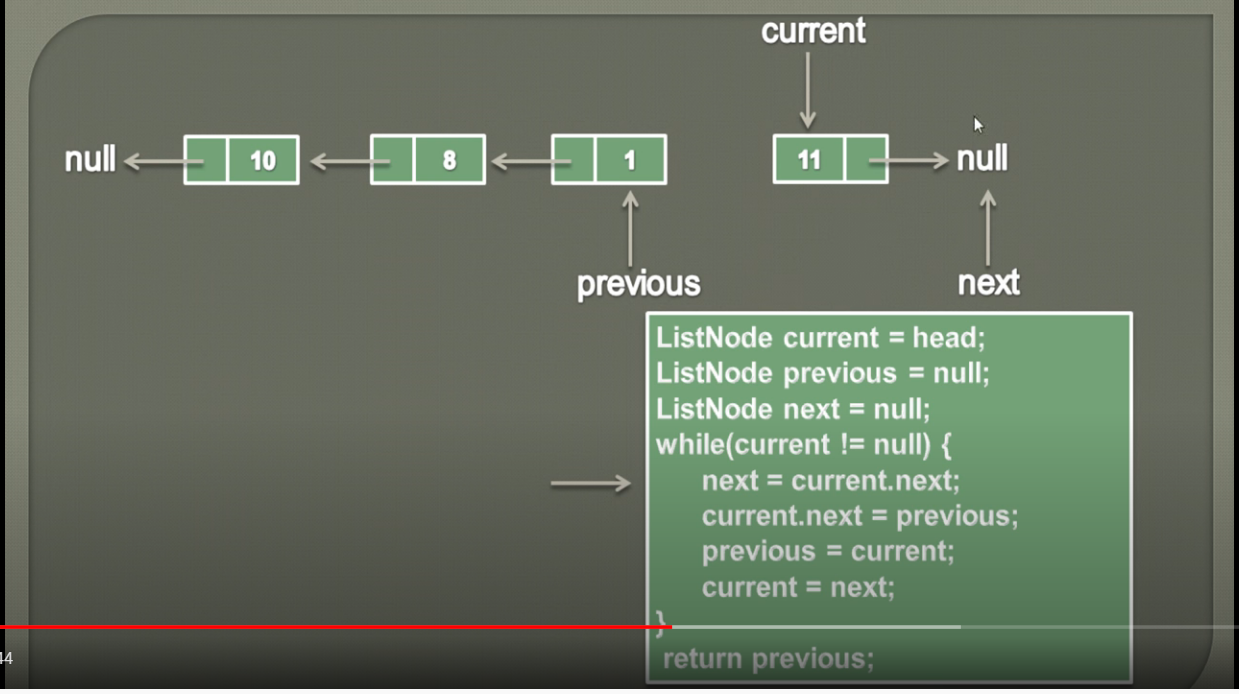 current
null
10
8
1
11
null
previous
next
ListNode current = head;
ListNode previous = null;
ListNode next = null;
while(current != null) {
next = current.next;
current.next = previous;
previous = current;
current = next;
}
return previous;
44